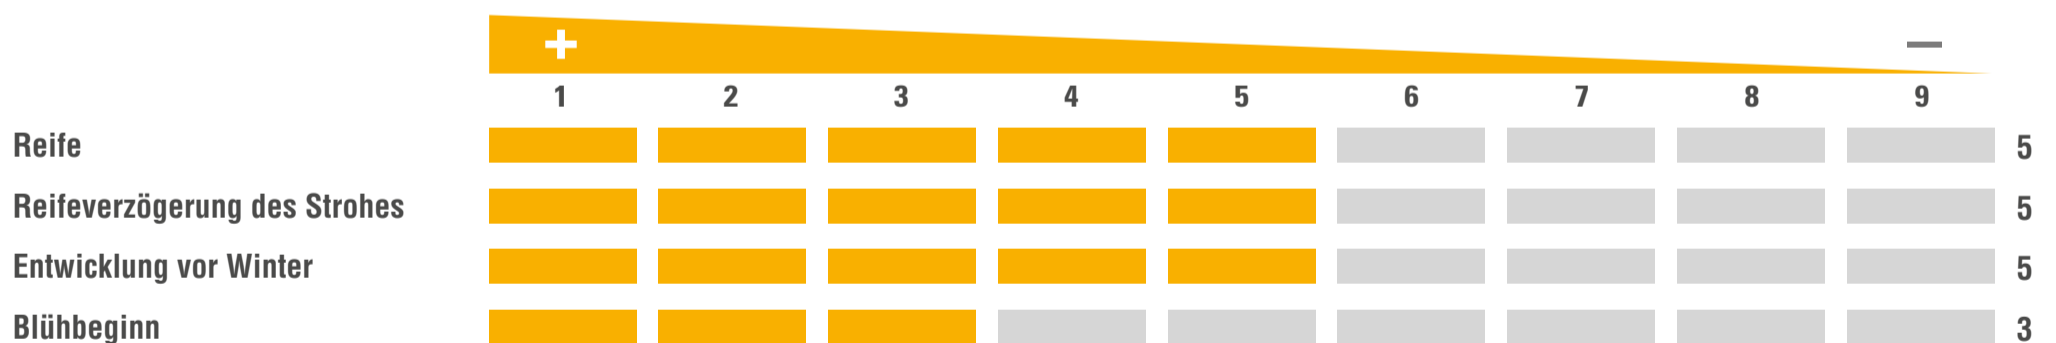 + −
1 2 3 4 5 6 7 8 9
Reife 5
Reifeverzögerung des Strohes 5
Entwicklung vor Winter 5
Blühbeginn 3